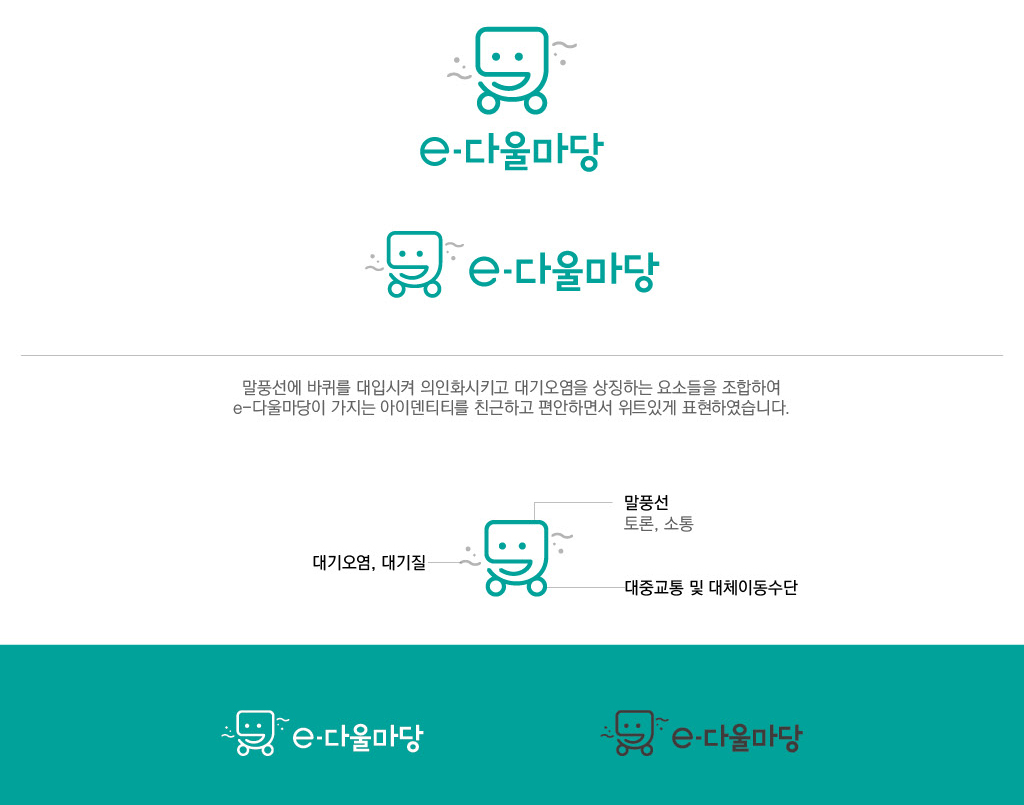 e-다울마당
e-다울마당
말풍선에 바퀴를 대입시켜 의인화시키고 대기오염을 상징하는 요소들을 조합하여
e-다울마당이 가지는 아이덴티티를 친근하고 편안하면서 위트있게 표현하였습니다.
말풍선
토론, 소통
대기오염, 대기질
대중교통 및 대체이동수단
e-다울마당
e-다울마당